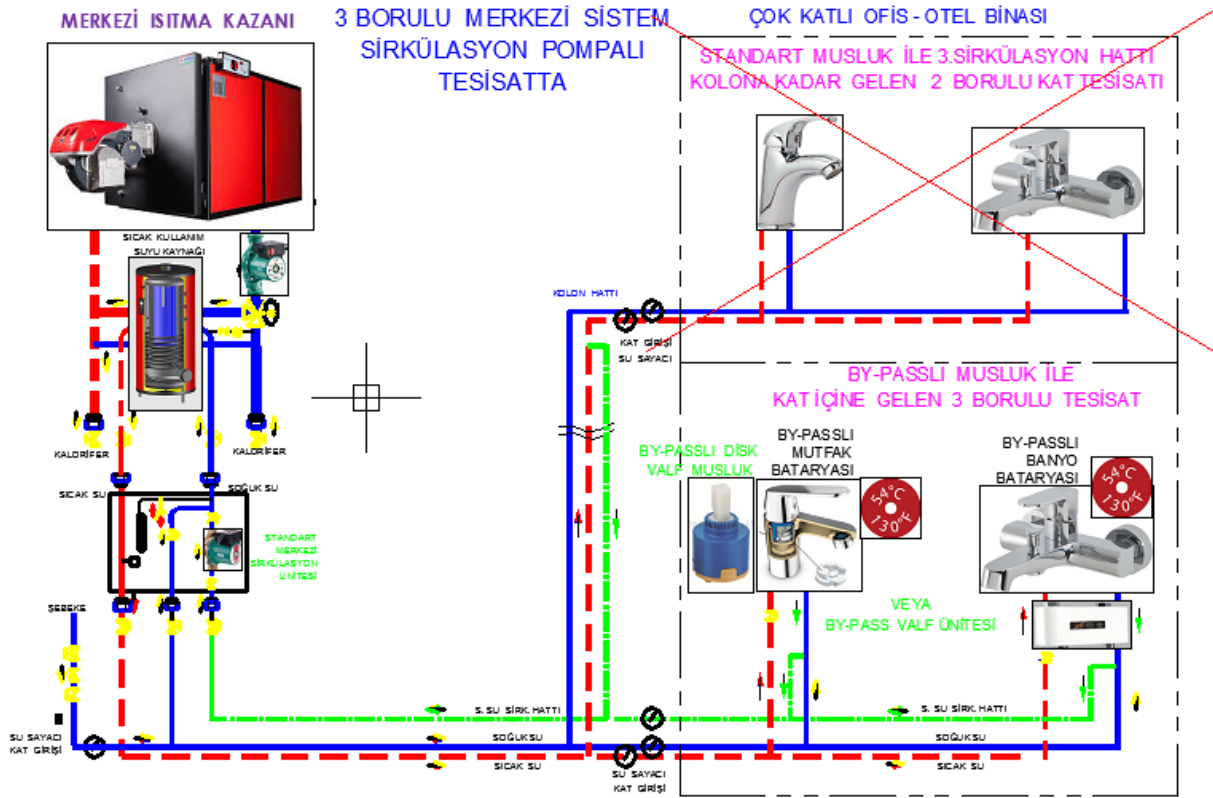 MERKEZİ ISITMA KAZANI
3 BORULU MERKEZİ SİSTEM
SİRKÜLASYON POMPALI
TESİSATTA
ÇOK KATLI OFİS - OTEL BİNASI
STANDART MUSLUK İLE 3.SİRKÜLASYON HATTI
KOLONA KADAR GELEN 2 BORULU KAT TESİSATI
SICAK KULLANIM
SUYU KAYNAĞI
KOLON HATTI
KAT GİRİŞİ
SU SAYACI
BY-PASSLI MUSLUK İLE
KAT İÇİNE GELEN 3 BORULU TESİSAT
KALORİFER
KALORİFER
BY-PASSLI DİSK
VALF MUSLUK
BY-PASSLI
MUTFAK
BATARYASI
54°C
130°F
BY-PASSLI
BANYO
BATARYASI
54°C
130°F
SICAK SU
SOĞUK SU
STANDART
MERKEZİ
SİRKÜLASYON
ÜNİTESİ
ŞEBEKE
VEYA
BY-PASS VALF ÜNİTESİ
S. SU SİRK. HATTI
S. SU SİRK. HATTI
SU SAYACI
KAT GİRİŞİ
SOĞUK SU
SOĞUK SU
SICAK SU
SICAK SU
SU SAYACI
KAT GİRİŞİ